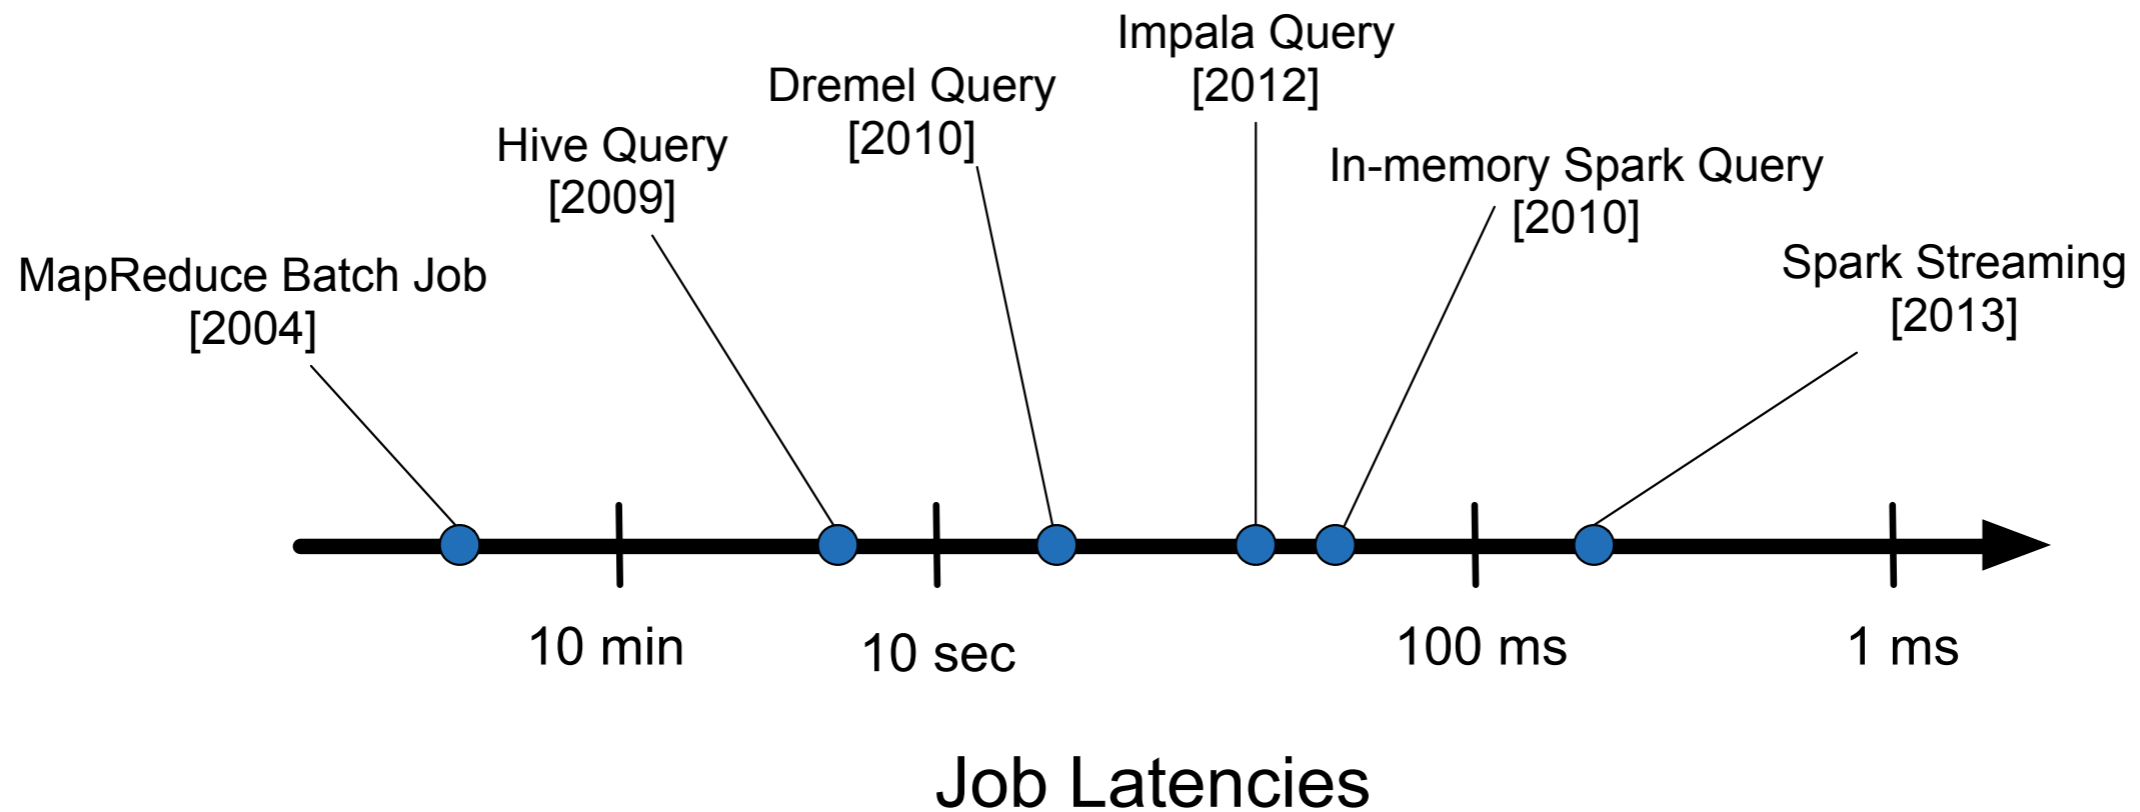 Impala Query
[2012]
Dremel Query
[2010]
Hive Query
[2009]
In-memory Spark Query
[2010]
MapReduce Batch Job
[2004]
Spark Streaming
[2013]
10 min
10 sec
100 ms
1 ms
Job Latencies